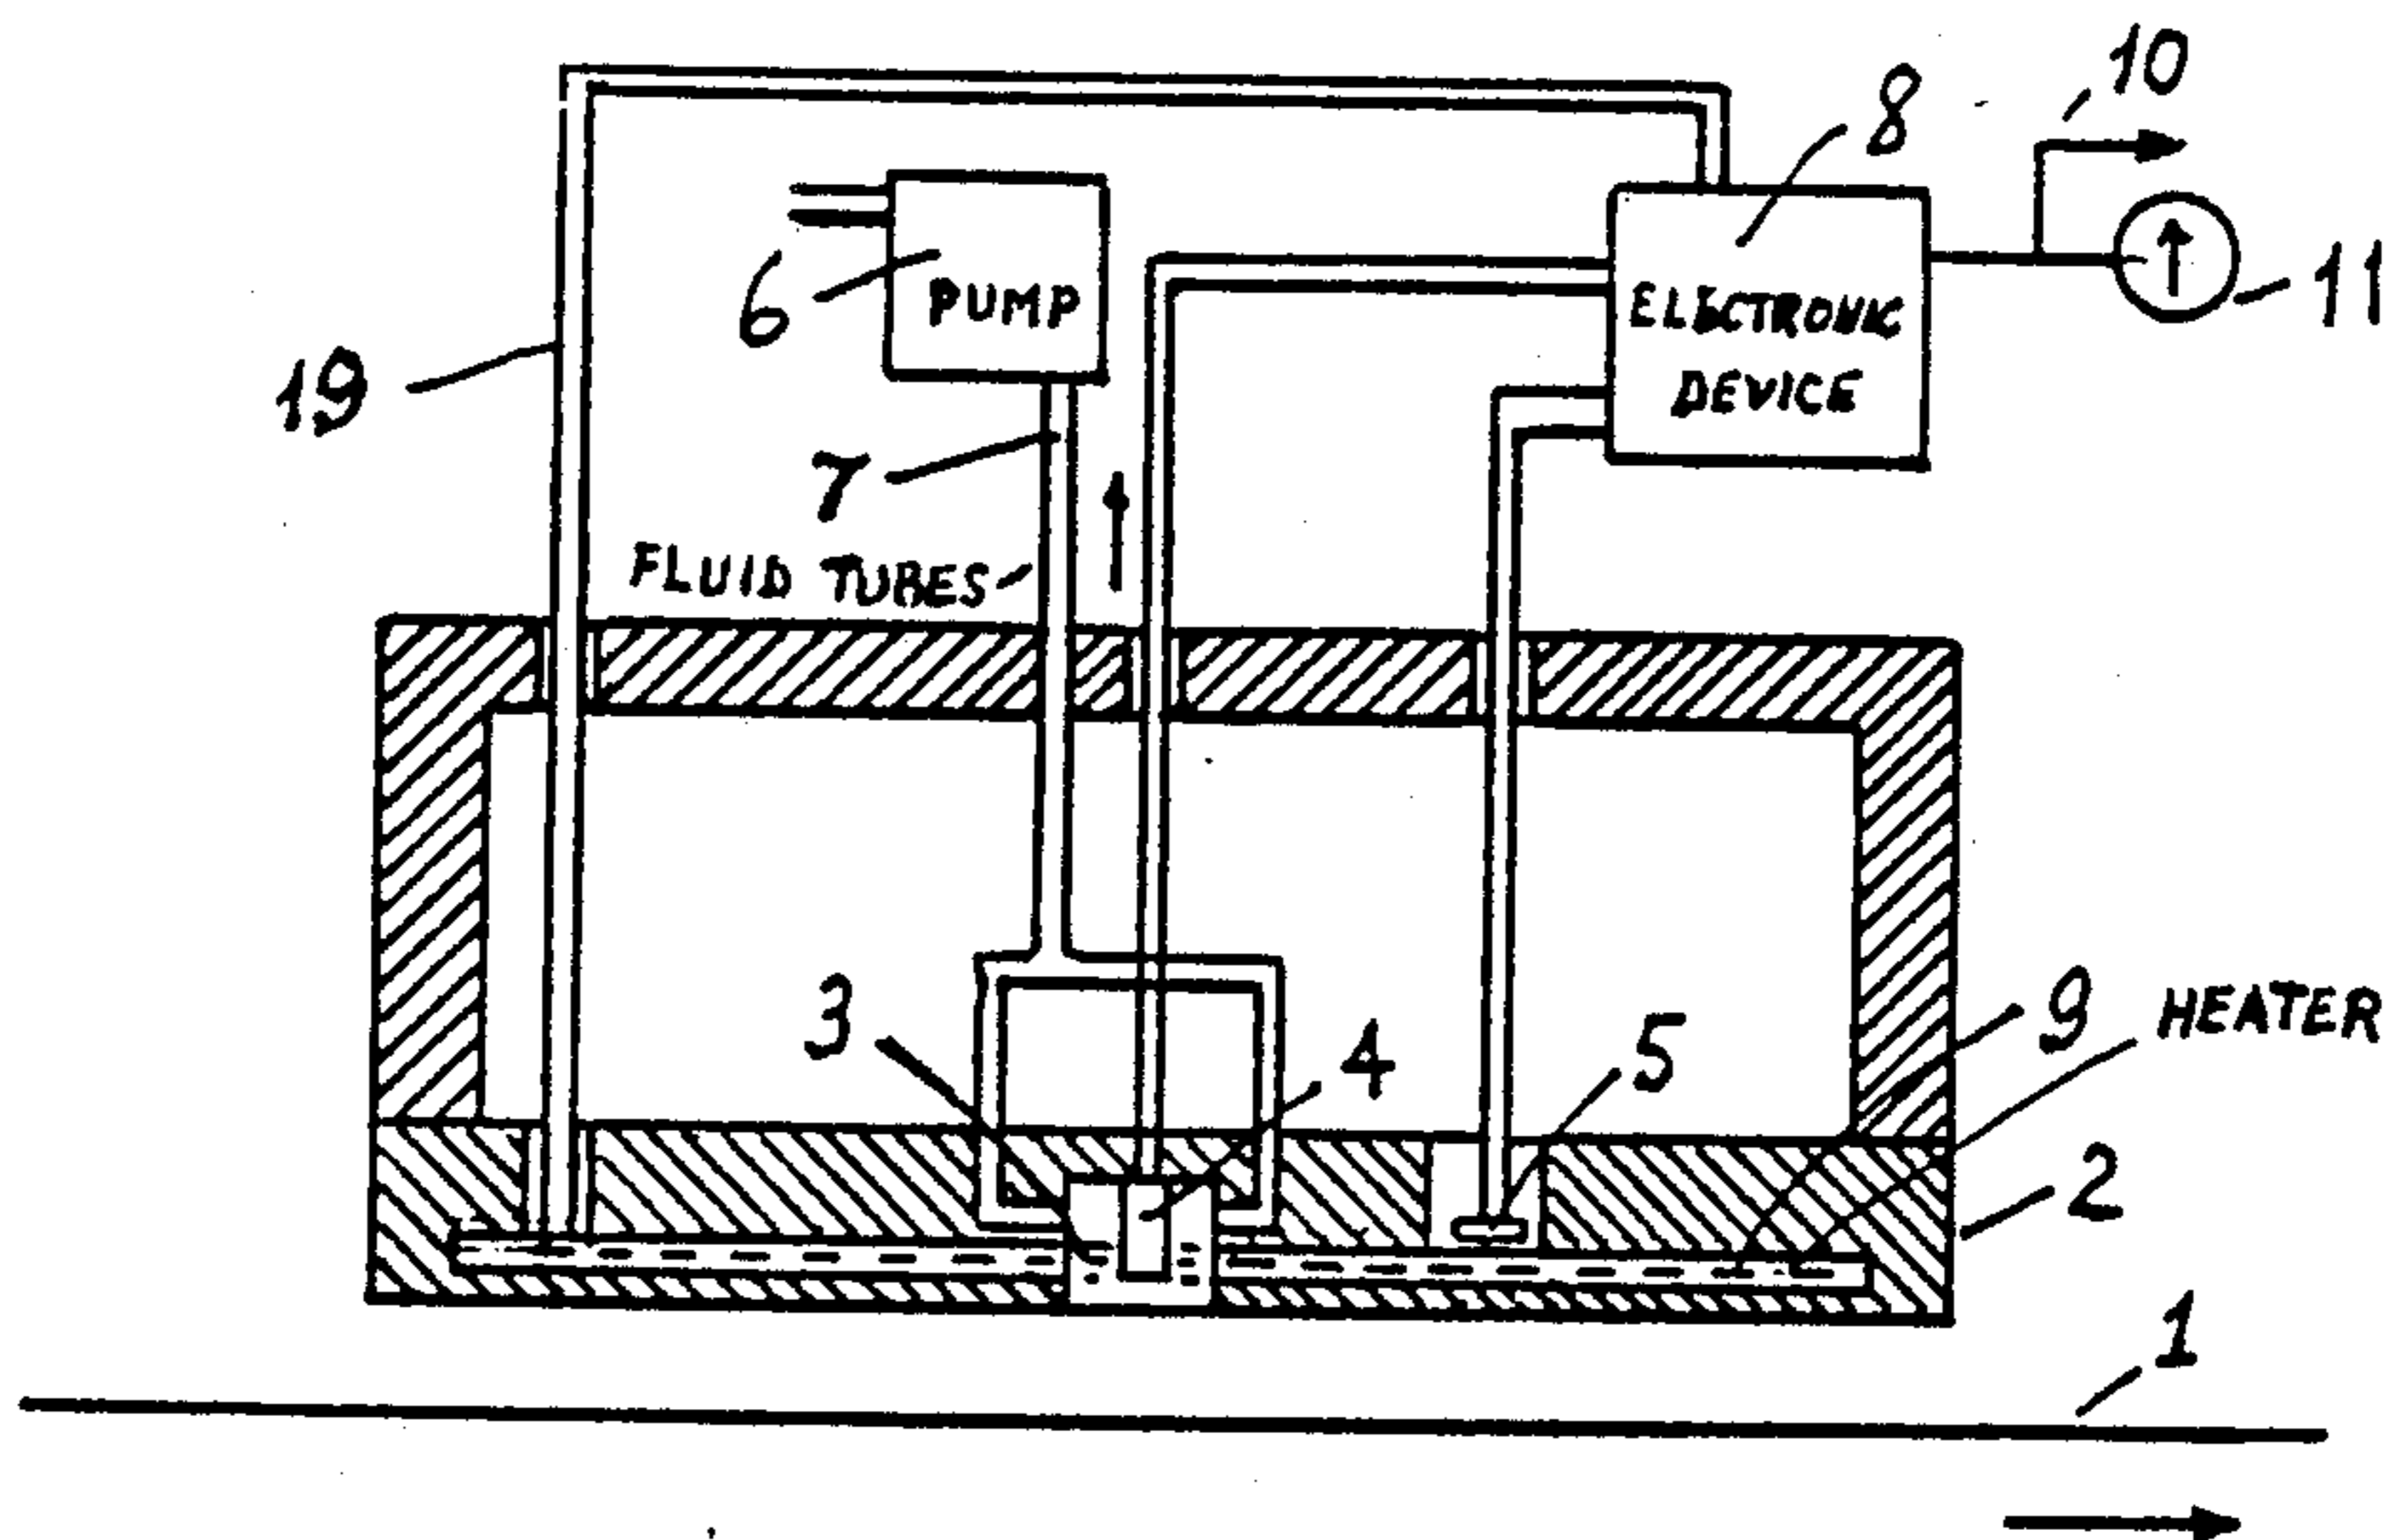 10
8
6
PUMP
ELECTRONIC
DEVICE
11
19
7
FLUID TUBES
3
4
5
9
HEATER
2
1